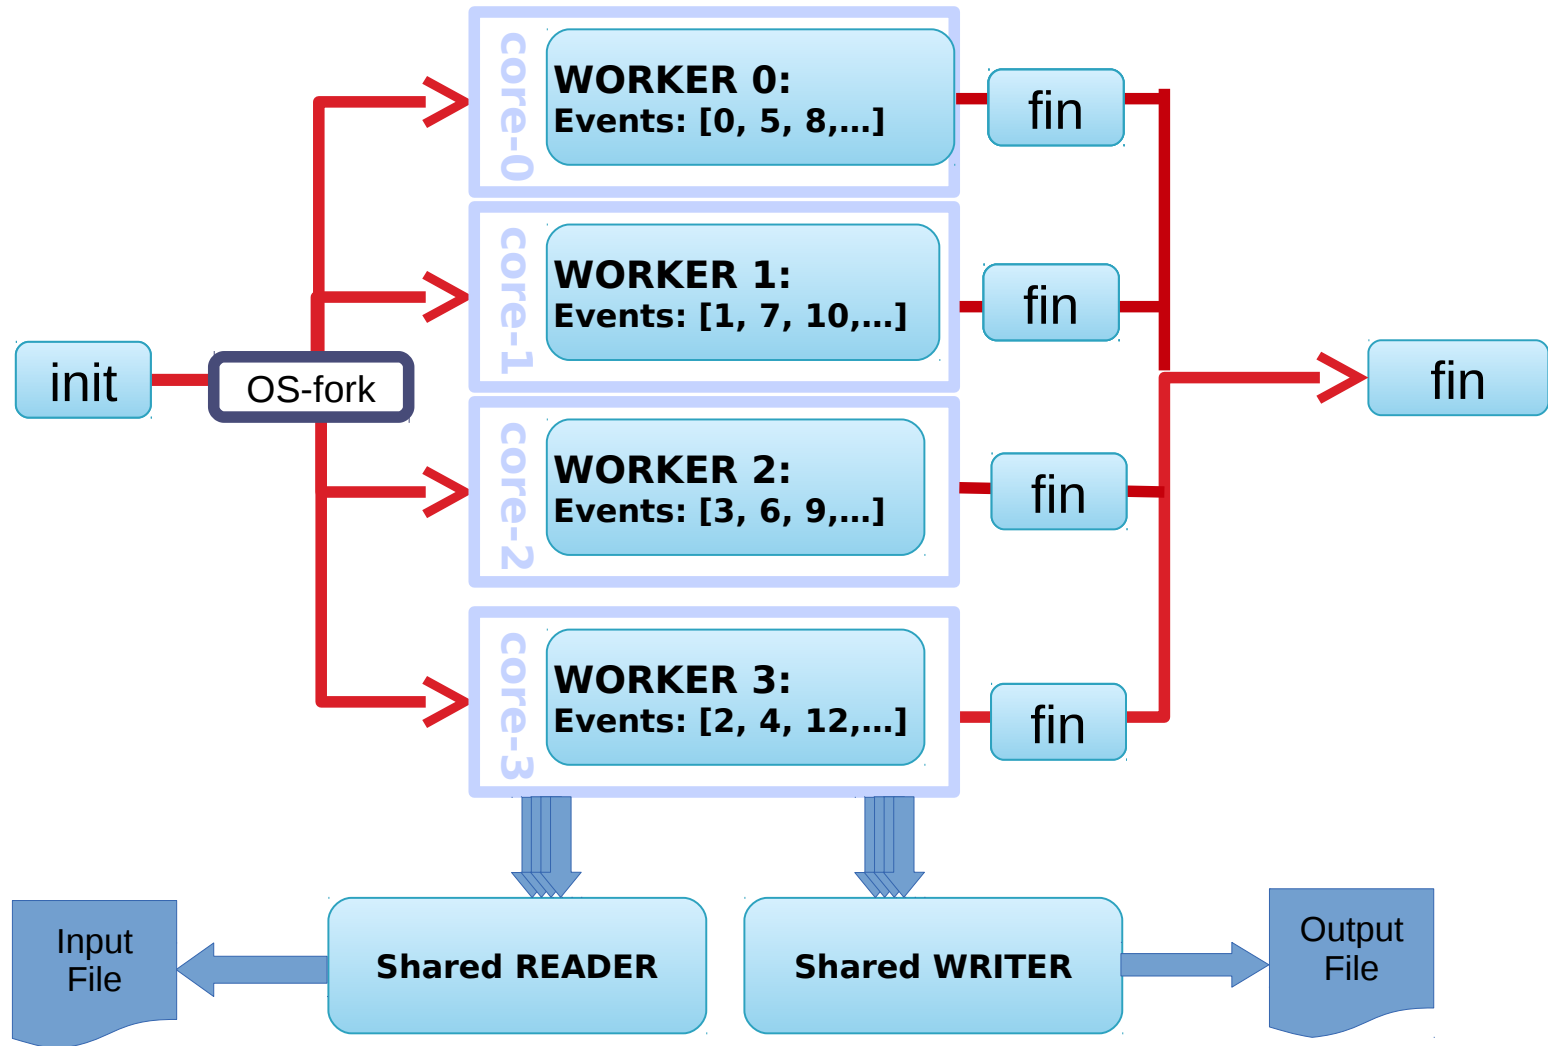 core-0
WORKER 0:
Events: [0, 5, 8,...]
fin
core-1
WORKER 1:
Events: [1, 7, 10,...]
fin
init
OS-fork
fin
core-2
WORKER 2:
Events: [3, 6, 9,...]
fin
core-3
WORKER 3:
Events: [2, 4, 12,...]
fin
Input
File
Shared READER
Shared WRITER
Output
File